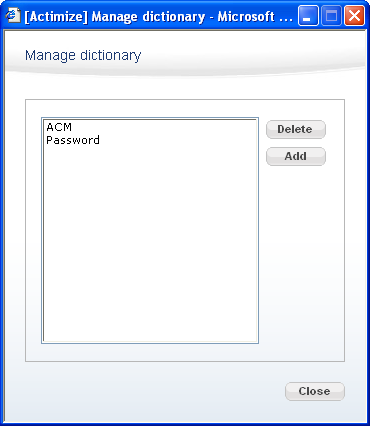 [Actimize] Manage dictionary - Microsoft ...
Manage dictionary
ACM
Password
Delete
Add
Close